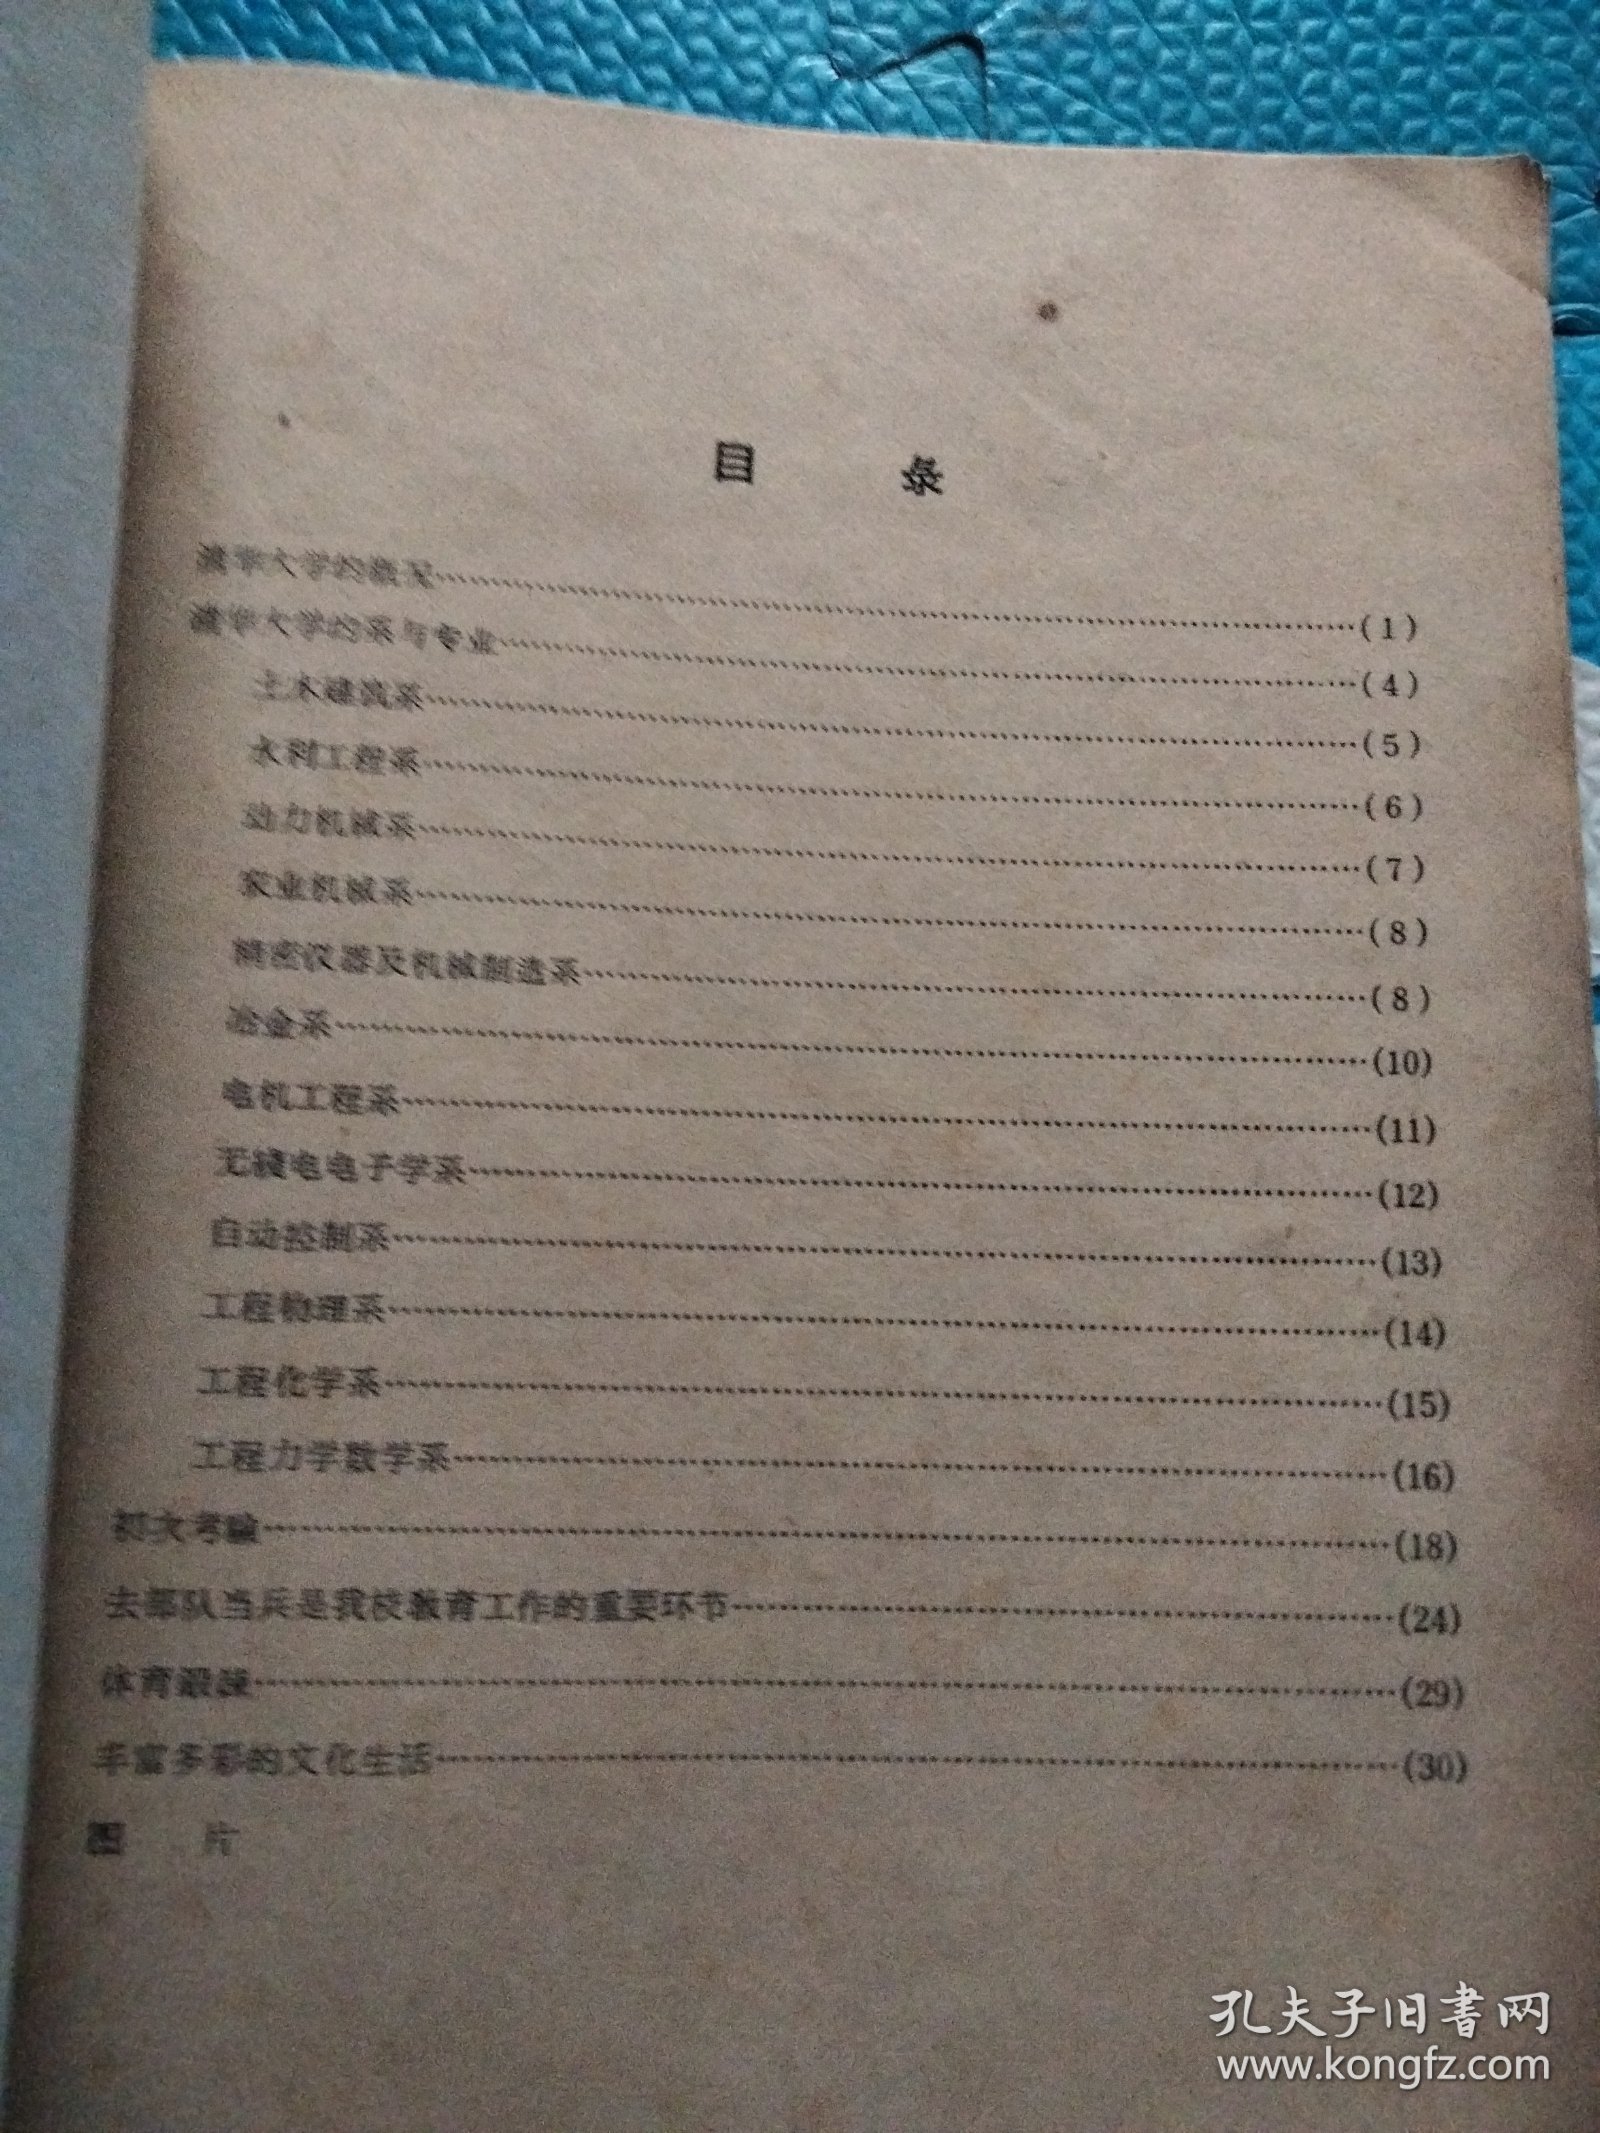 目 录
清华大学的概况……(1)
清华大学的系与专业……(4)
土木建筑系……(5)
水利工程系……(6)
动力机械系……(7)
农业机械系……(8)
精密仪器及机械制造系……(8)
冶金系……(10)
电机工程系……(11)
无线电电子学系……(12)
自动控制系……(13)
工程物理系……(14)
工程化学系……(15)
工程力学数学系……(16)
初次考验……(18)
去部队当兵是我校教育工作的重要环节……(24)
体育锻炼……(29)
丰富多彩的文化生活……(30)
图 片
孔夫子旧书网
www.kongfz.com